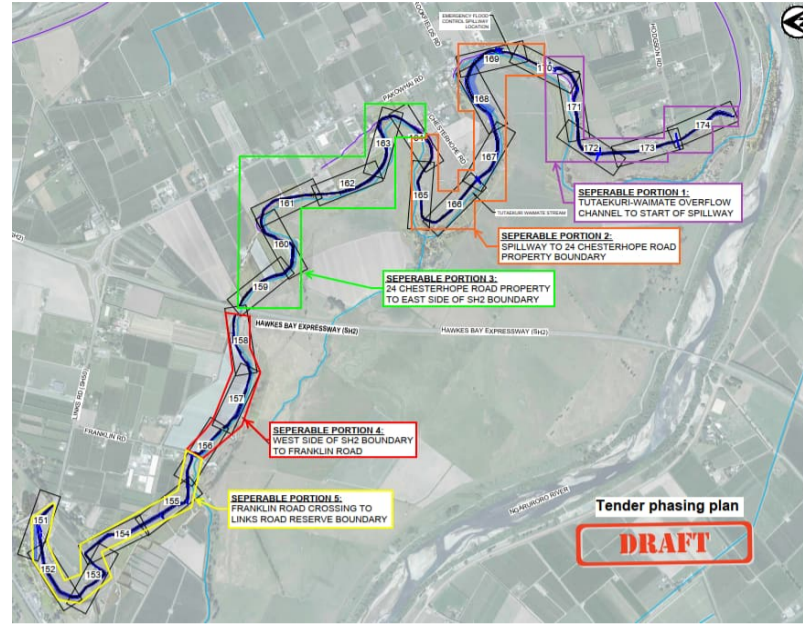 EMERGENCY FLOOD
CONTROL SPILLWAY
LOCATION
HODGSON RD
PAKOWHAI RD
CHESTERHOPE RD
169
170
168
171
174
172
173
163
164
167
162
165
166
161
160
159
TUTAEKURI WAIMATE STREAM
SEPERABLE PORTION 1:
TUTAEKURI-WAIMATE OVERFLOW
CHANNEL TO START OF SPILLWAY
SEPERABLE PORTION 2:
SPILLWAY TO 24 CHESTERHOPE ROAD
PROPERTY BOUNDARY
SEPERABLE PORTION 3:
24 CHESTERHOPE ROAD PROPERTY
TO EAST SIDE OF SH2 BOUNDARY
HAWKES BAY EXPRESSWAY (SH2)
HAWKES BAY EXPRESSWAY (SH2)
158
157
LINKS RD (SH50)
FRANKLIN RD
156
SEPERABLE PORTION 4:
WEST SIDE OF SH2 BOUNDARY
TO FRANKLIN ROAD
155
SEPERABLE PORTION 5:
FRANKLIN ROAD CROSSING TO
LINKS ROAD RESERVE BOUNDARY
151
154
152
153
NGARURORO RIVER
Tender phasing plan
DRAFT